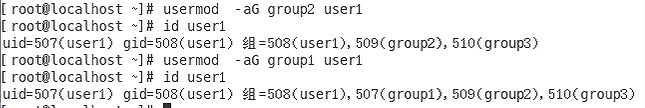 [root@localhost ~]# usermod  -aG group2 user1
[root@localhost ~]# id user1
uid=507(user1) gid=508(user1) 组=508(user1),509(group2),510(group3)
[root@localhost ~]# usermod  -aG group1 user1
[root@localhost ~]# id user1
uid=507(user1) gid=508(user1) 组=508(user1),507(group1),509(group2),510(group3)
[root@localhost ~]#